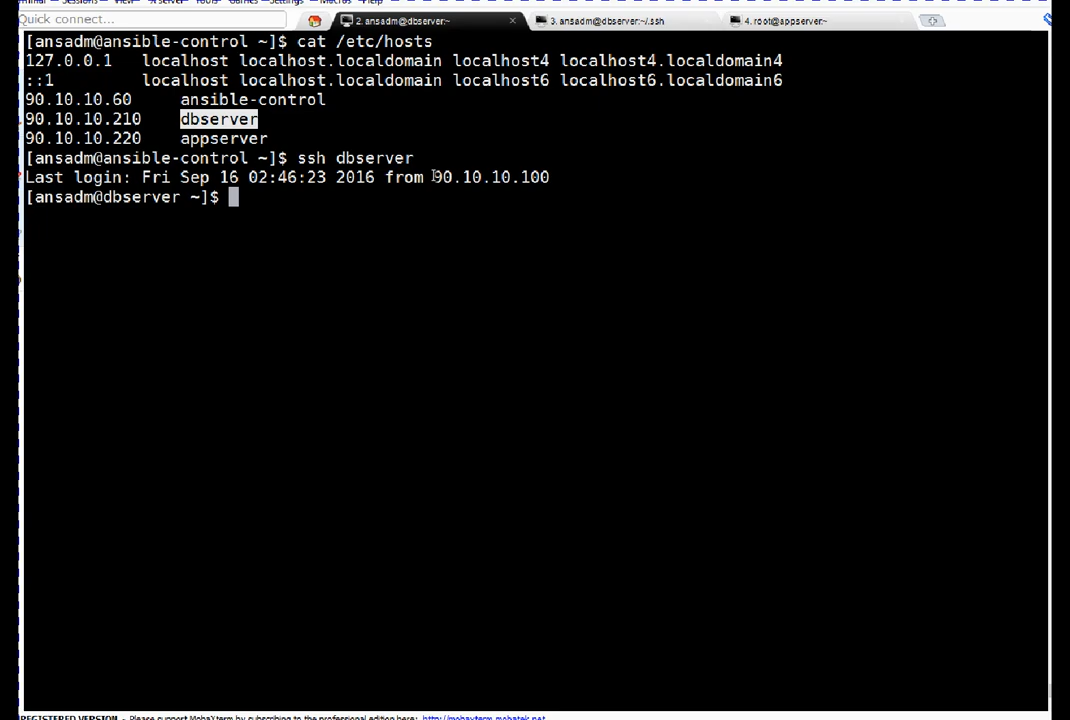 Quick connect...
2. ansadm@dbserver:~
3. ansadm@dbserver:~/.ssh
4. root@appserver:~
[ansadm@ansible-control ~]$ cat /etc/hosts
127.0.0.1 localhost localhost.localdomain localhost4 localhost4.localdomain4
::1 localhost localhost.localdomain localhost6 localhost6.localdomain6
90.10.10.60 ansible-control
90.10.10.210 dbserver
90.10.10.220 appserver
[ansadm@ansible-control ~]$ ssh dbserver
Last login: Fri Sep 16 02:46:23 2016 from 90.10.10.100
[ansadm@dbserver ~]$
REGISTERED VERSION - Please support MobaXterm by subscribing to the professional edition here: http://mobaxterm.mobatek.net